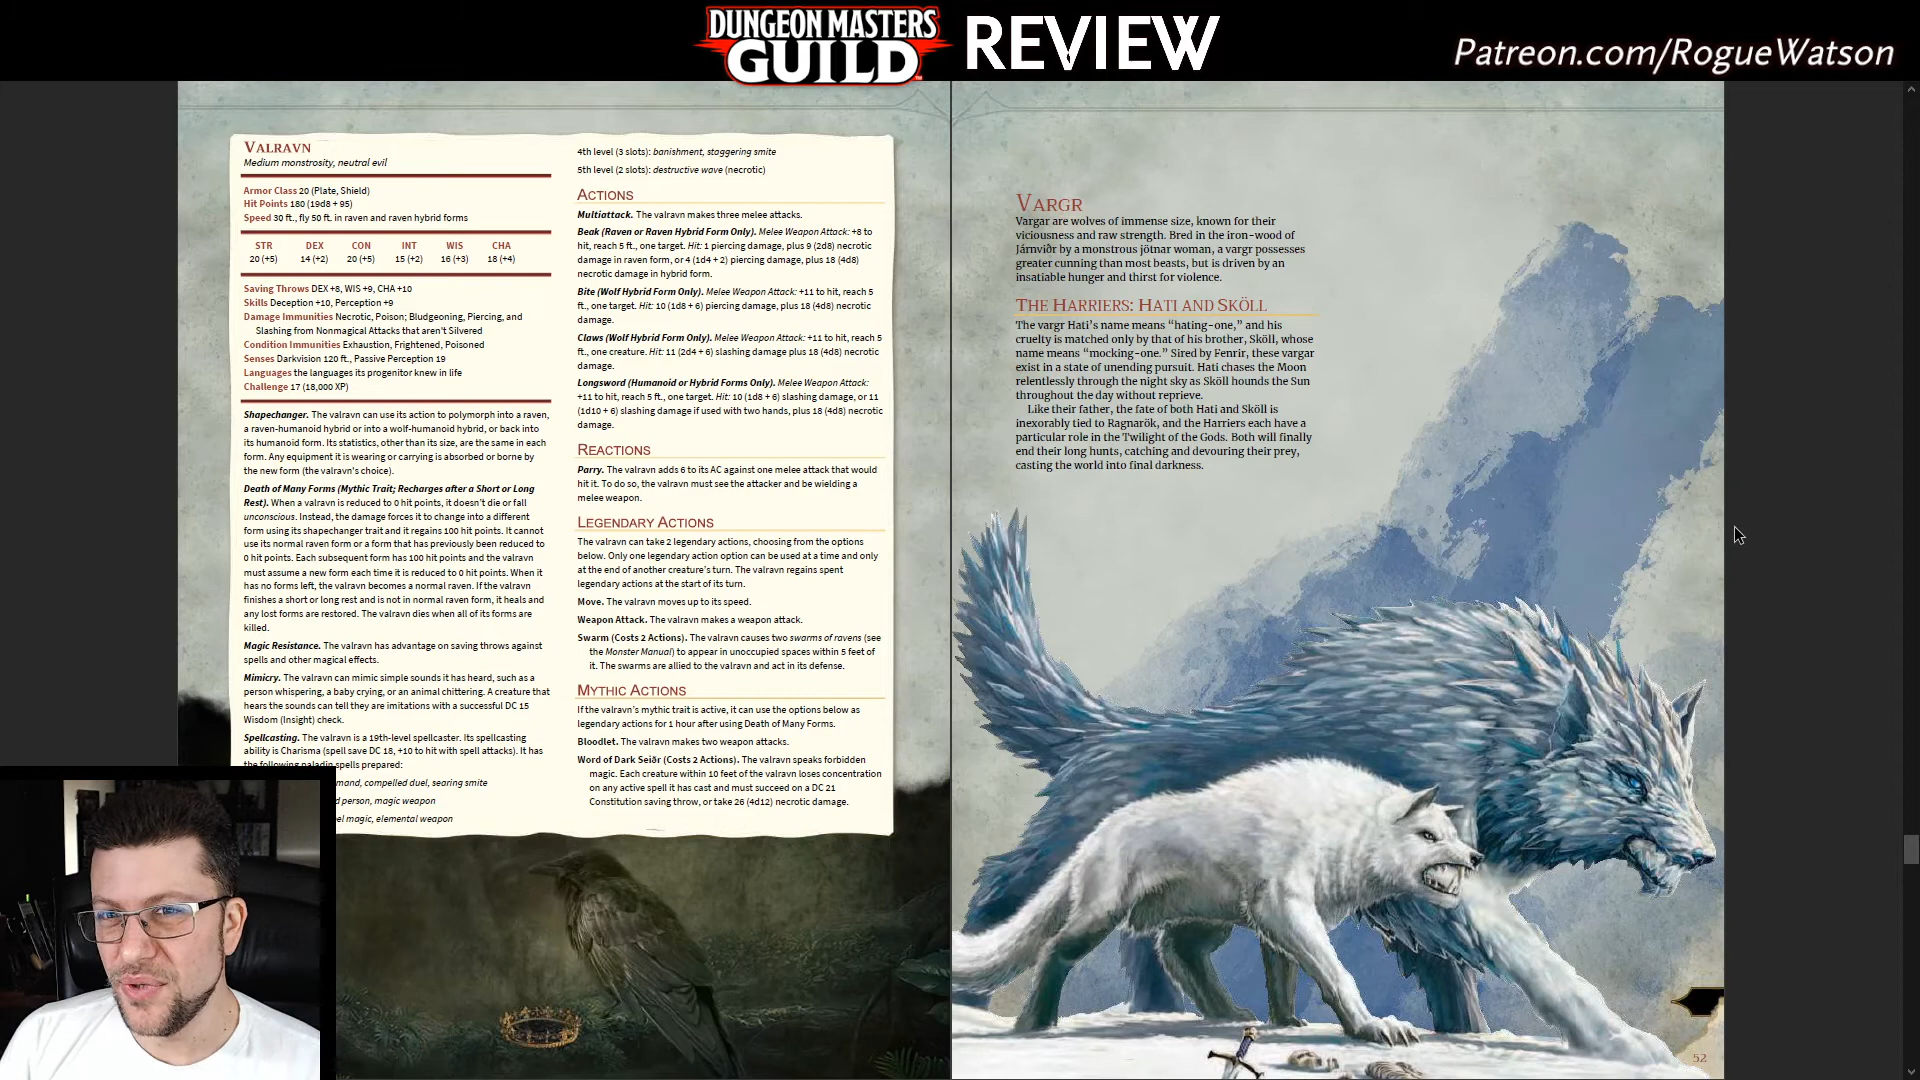 DUNGEON MASTERS
GUILD
REVIEW
Patreon.com/RogueWatson
VALRAVN
Medium monstrosity, neutral evil
Armor Class 20 (Plate, Shield)
Hit Points 180 (19d8 + 95)
Speed 30 ft., fly 50 ft. in raven and raven hybrid forms
STR DEX CON INT WIS CHA
20 (+5) 14 (+2) 20 (+5) 15 (+2) 16 (+3) 18 (+4)
Saving Throws DEX +8, WIS +9, CHA +10
Skills Deception +10, Perception +9
Damage Immunities Necrotic, Poison; Bludgeoning, Piercing, and
Slashing from Nonmagical Attacks that aren't Silvered
Condition Immunities Exhaustion, Frightened, Poisoned
Senses Darkvision 120 ft., Passive Perception 19
Languages the languages its progenitor knew in life
Challenge 17 (18,000 XP)
Shapechanger. The valravn can use its action to polymorph into a raven,
a raven-humanoid hybrid or into a wolf-humanoid hybrid, or back into
its humanoid form. Its statistics, other than its size, are the same in each
form. Any equipment it is wearing or carrying is absorbed or borne by
the new form (the valravn's choice).
Death of Many Forms (Mythic Trait; Recharges after a Short or Long
Rest). When a valravn is reduced to 0 hit points, it doesn't die or fall
unconscious. Instead, the damage forces it to change into a different
form using its shapechanger trait and it regains 100 hit points. It cannot
use its normal raven form or a form that has previously been reduced to
0 hit points. Each subsequent form has 100 hit points and the valravn
must assume a new form each time it is reduced to 0 hit points. When it
has no forms left, the valravn becomes a normal raven. If the valravn
finishes a short or long rest and is not in normal raven form, it heals and
any lost forms are restored. The valravn dies when all of its forms are
killed.
Magic Resistance. The valravn has advantage on saving throws against
spells and other magical effects.
Mimicry. The valravn can mimic simple sounds it has heard, such as a
person whispering, a baby crying, or an animal chittering. A creature that
hears the sounds can tell they are imitations with a successful DC 15
Wisdom (Insight) check.
Spellcasting. The valravn is a 19th-level spellcaster. Its spellcasting
ability is Charisma (spell save DC 18, +10 to hit with spell attacks). It has
the following paladin spells prepared:
mand, compelled duel, searing smite
d person, magic weapon
el magic, elemental weapon
4th level (3 slots): banishment, staggering smite
5th level (2 slots): destructive wave (necrotic)
ACTIONS
Multiattack. The valravn makes three melee attacks.
Beak (Raven or Raven Hybrid Form Only). Melee Weapon Attack: +8 to
hit, reach 5 ft., one target. Hit: 1 piercing damage, plus 9 (2d8) necrotic
damage in raven form, or 4 (1d4 + 2) piercing damage, plus 18 (4d8)
necrotic damage in hybrid form.
Bite (Wolf Hybrid Form Only). Melee Weapon Attack: +11 to hit, reach 5
ft., one target. Hit: 10 (1d8 + 6) piercing damage, plus 18 (4d8) necrotic
damage.
Claws (Wolf Hybrid Form Only). Melee Weapon Attack: +11 to hit, reach 5
ft., one creature. Hit: 11 (2d4 + 6) slashing damage plus 18 (4d8) necrotic
damage.
Longsword (Humanoid or Hybrid Forms Only). Melee Weapon Attack:
+11 to hit, reach 5 ft., one target. Hit: 10 (1d8 + 6) slashing damage, or 11
(1d10 + 6) slashing damage if used with two hands, plus 18 (4d8) necrotic
damage.
REACTIONS
Parry. The valravn adds 6 to its AC against one melee attack that would
hit it. To do so, the valravn must see the attacker and be wielding a
melee weapon.
LEGENDARY ACTIONS
The valravn can take 2 legendary actions, choosing from the options
below. Only one legendary action option can be used at a time and only
at the end of another creature's turn. The valravn regains spent
legendary actions at the start of its turn.
Move. The valravn moves up to its speed.
Weapon Attack. The valravn makes a weapon attack.
Swarm (Costs 2 Actions). The valravn causes two swarms of ravens (see
the Monster Manual) to appear in unoccupied spaces within 5 feet of
it. The swarms are allied to the valravn and act in its defense.
MYTHIC ACTIONS
If the valravn's mythic trait is active, it can use the options below as
legendary actions for 1 hour after using Death of Many Forms.
Bloodlet. The valravn makes two weapon attacks.
Word of Dark Seiðr (Costs 2 Actions). The valravn speaks forbidden
magic. Each creature within 10 feet of the valravn loses concentration
on any active spell it has cast and must succeed on a DC 21
Constitution saving throw, or take 26 (4d12) necrotic damage.
VARGR
Vargar are wolves of immense size, known for their
viciousness and raw strength. Bred in the iron-wood of
Járnviðr by a monstrous jötnar woman, a vargr possesses
greater cunning than most beasts, but is driven by an
insatiable hunger and thirst for violence.
THE HARRIERS: HATI AND SKÖLL
The vargr Hati's name means “hating-one,” and his
cruelty is matched only by that of his brother, Sköll, whose
name means “mocking-one.” Sired by Fenrir, these vargar
exist in a state of unending pursuit. Hati chases the Moon
relentlessly through the night sky as Sköll hounds the Sun
throughout the day without reprieve.
Like their father, the fate of both Hati and Sköll is
inexorably tied to Ragnarök, and the Harriers each have a
particular role in the Twilight of the Gods. Both will finally
end their long hunts, catching and devouring their prey,
casting the world into final darkness.
52